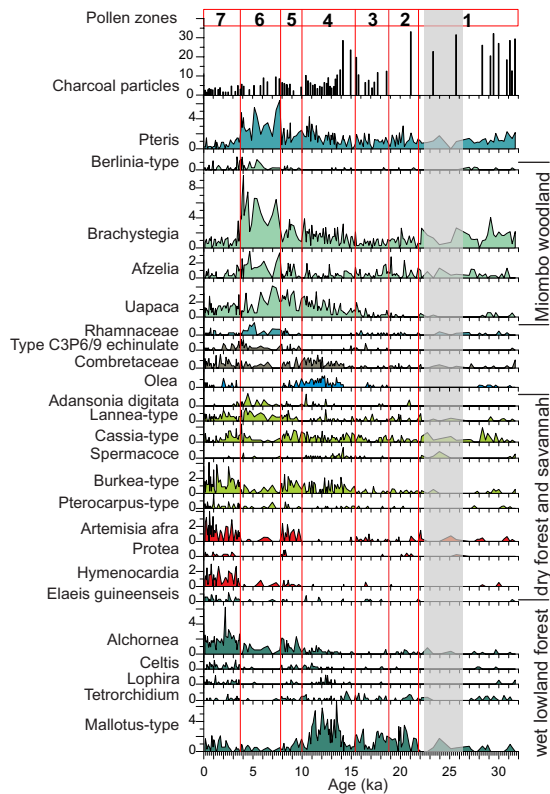 Pollen zones
7 6 5 4 3 2 1
30
20
10
0
Charcoal particles
4
2
0
Pteris
Berlinia-type
0
Miombo woodland
8
4
0
Brachystegia
2
0
Afzelia
4
2
0
Uapaca
Rhamnaceae
0
Type C3P6/9 echinulate
0
Combretaceae
0
Olea
0
Adansonia digitata
0
Lannea-type
0
Cassia-type
2
0
Spermacoce
0
dry forest and savannah
Burkea-type
2
0
Pterocarpus-type
0
Artemisia afra
2
0
Protea
0
Hymenocardia
2
0
Elaeis guineenseis
0
Alchornea
4
2
0
Celtis
0
Lophira
0
Tetrorchidium
0
Mallotus-type
4
2
0
wet lowland forest
0 5 10 15 20 25 30
Age (ka)